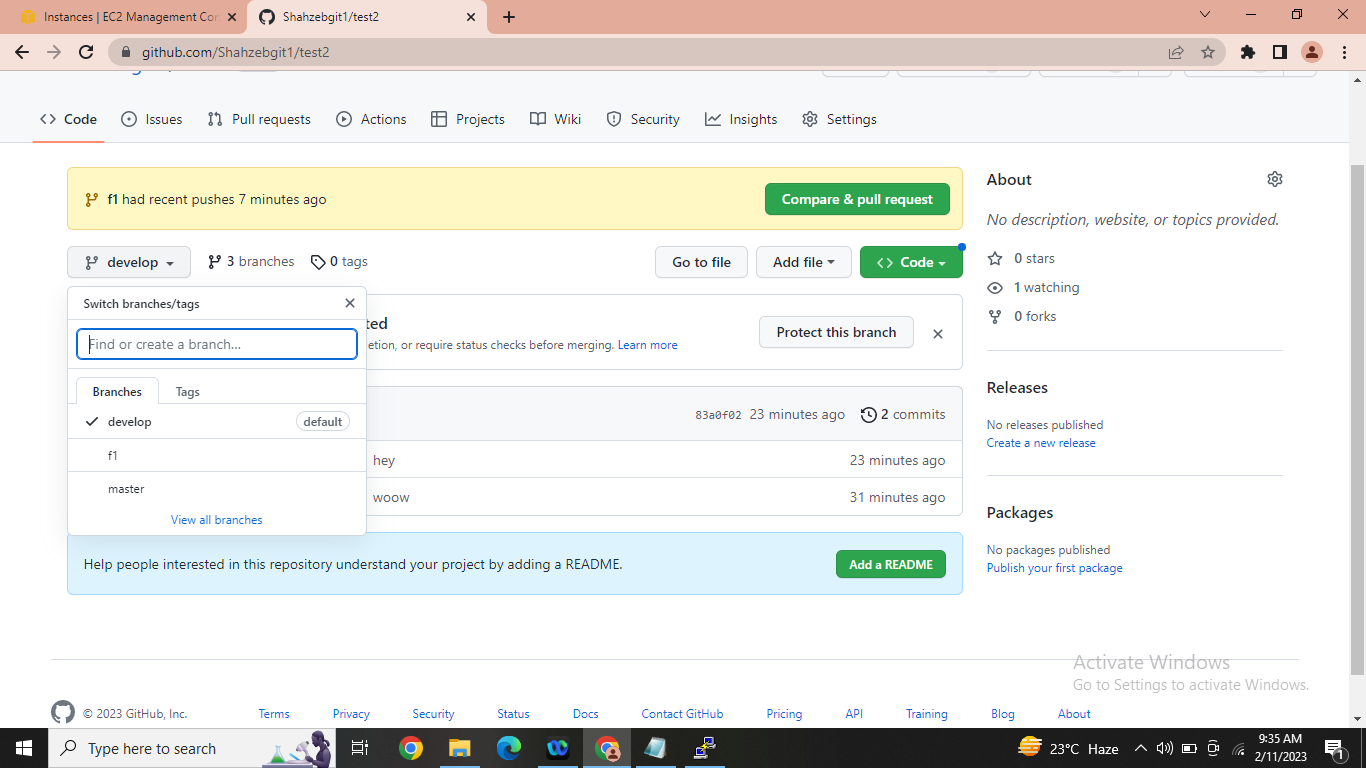 Instances | EC2 Management Con
Shahzebgit1/test2
github.com/Shahzebgit1/test2
Code
Issues
Pull requests
Actions
Projects
Wiki
Security
Insights
Settings
f1 had recent pushes 7 minutes ago
Compare & pull request
develop
3 branches
0 tags
Go to file
Add file
Code
Switch branches/tags
Find or create a branch...
Branches
Tags
develop
default
f1
master
View all branches
ted
etion, or require status checks before merging. Learn more
Protect this branch
83a0f02 23 minutes ago
2 commits
hey
23 minutes ago
woow
31 minutes ago
Help people interested in this repository understand your project by adding a README.
Add a README
About
No description, website, or topics provided.
0 stars
1 watching
0 forks
Releases
No releases published
Create a new release
Packages
No packages published
Publish your first package
Activate Windows
Go to Settings to activate Windows.
© 2023 GitHub, Inc.
Terms
Privacy
Security
Status
Docs
Contact GitHub
Pricing
API
Training
Blog
About
Type here to search
23°C Haze
9:35 AM
2/11/2023
1